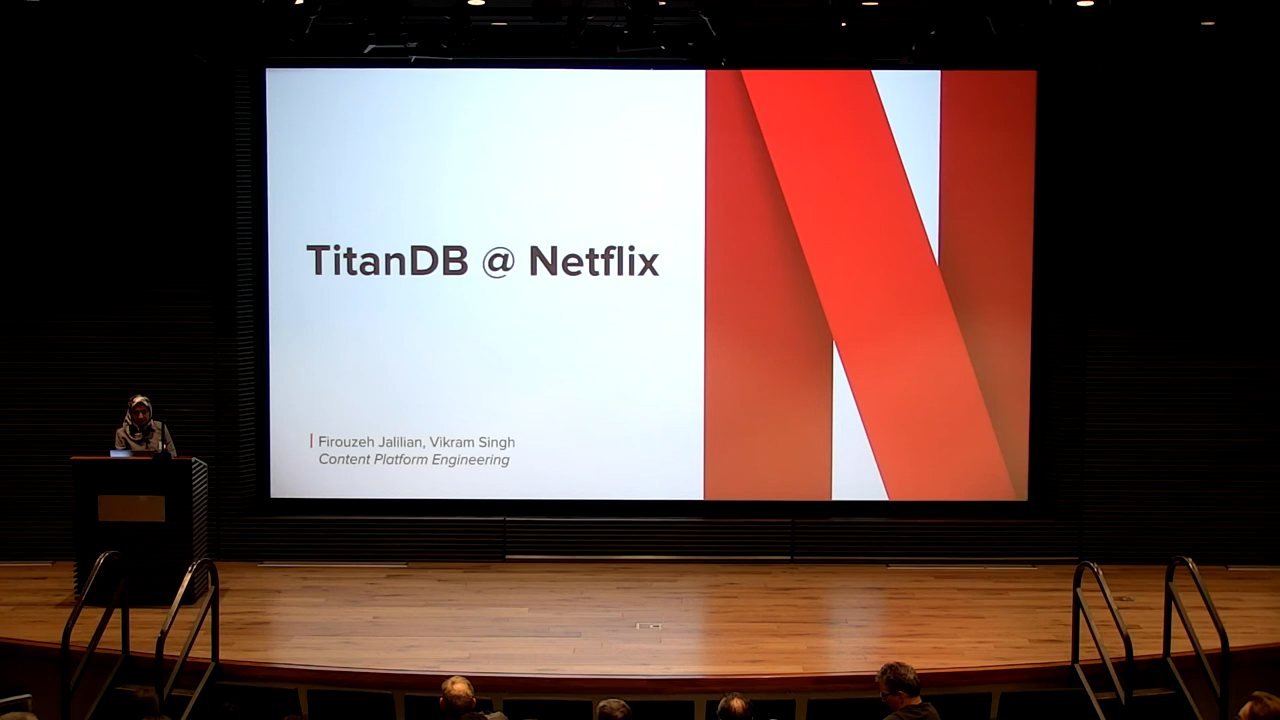 TitanDB @ Netflix
Firouzeh Jalilian, Vikram Singh
Content Platform Engineering